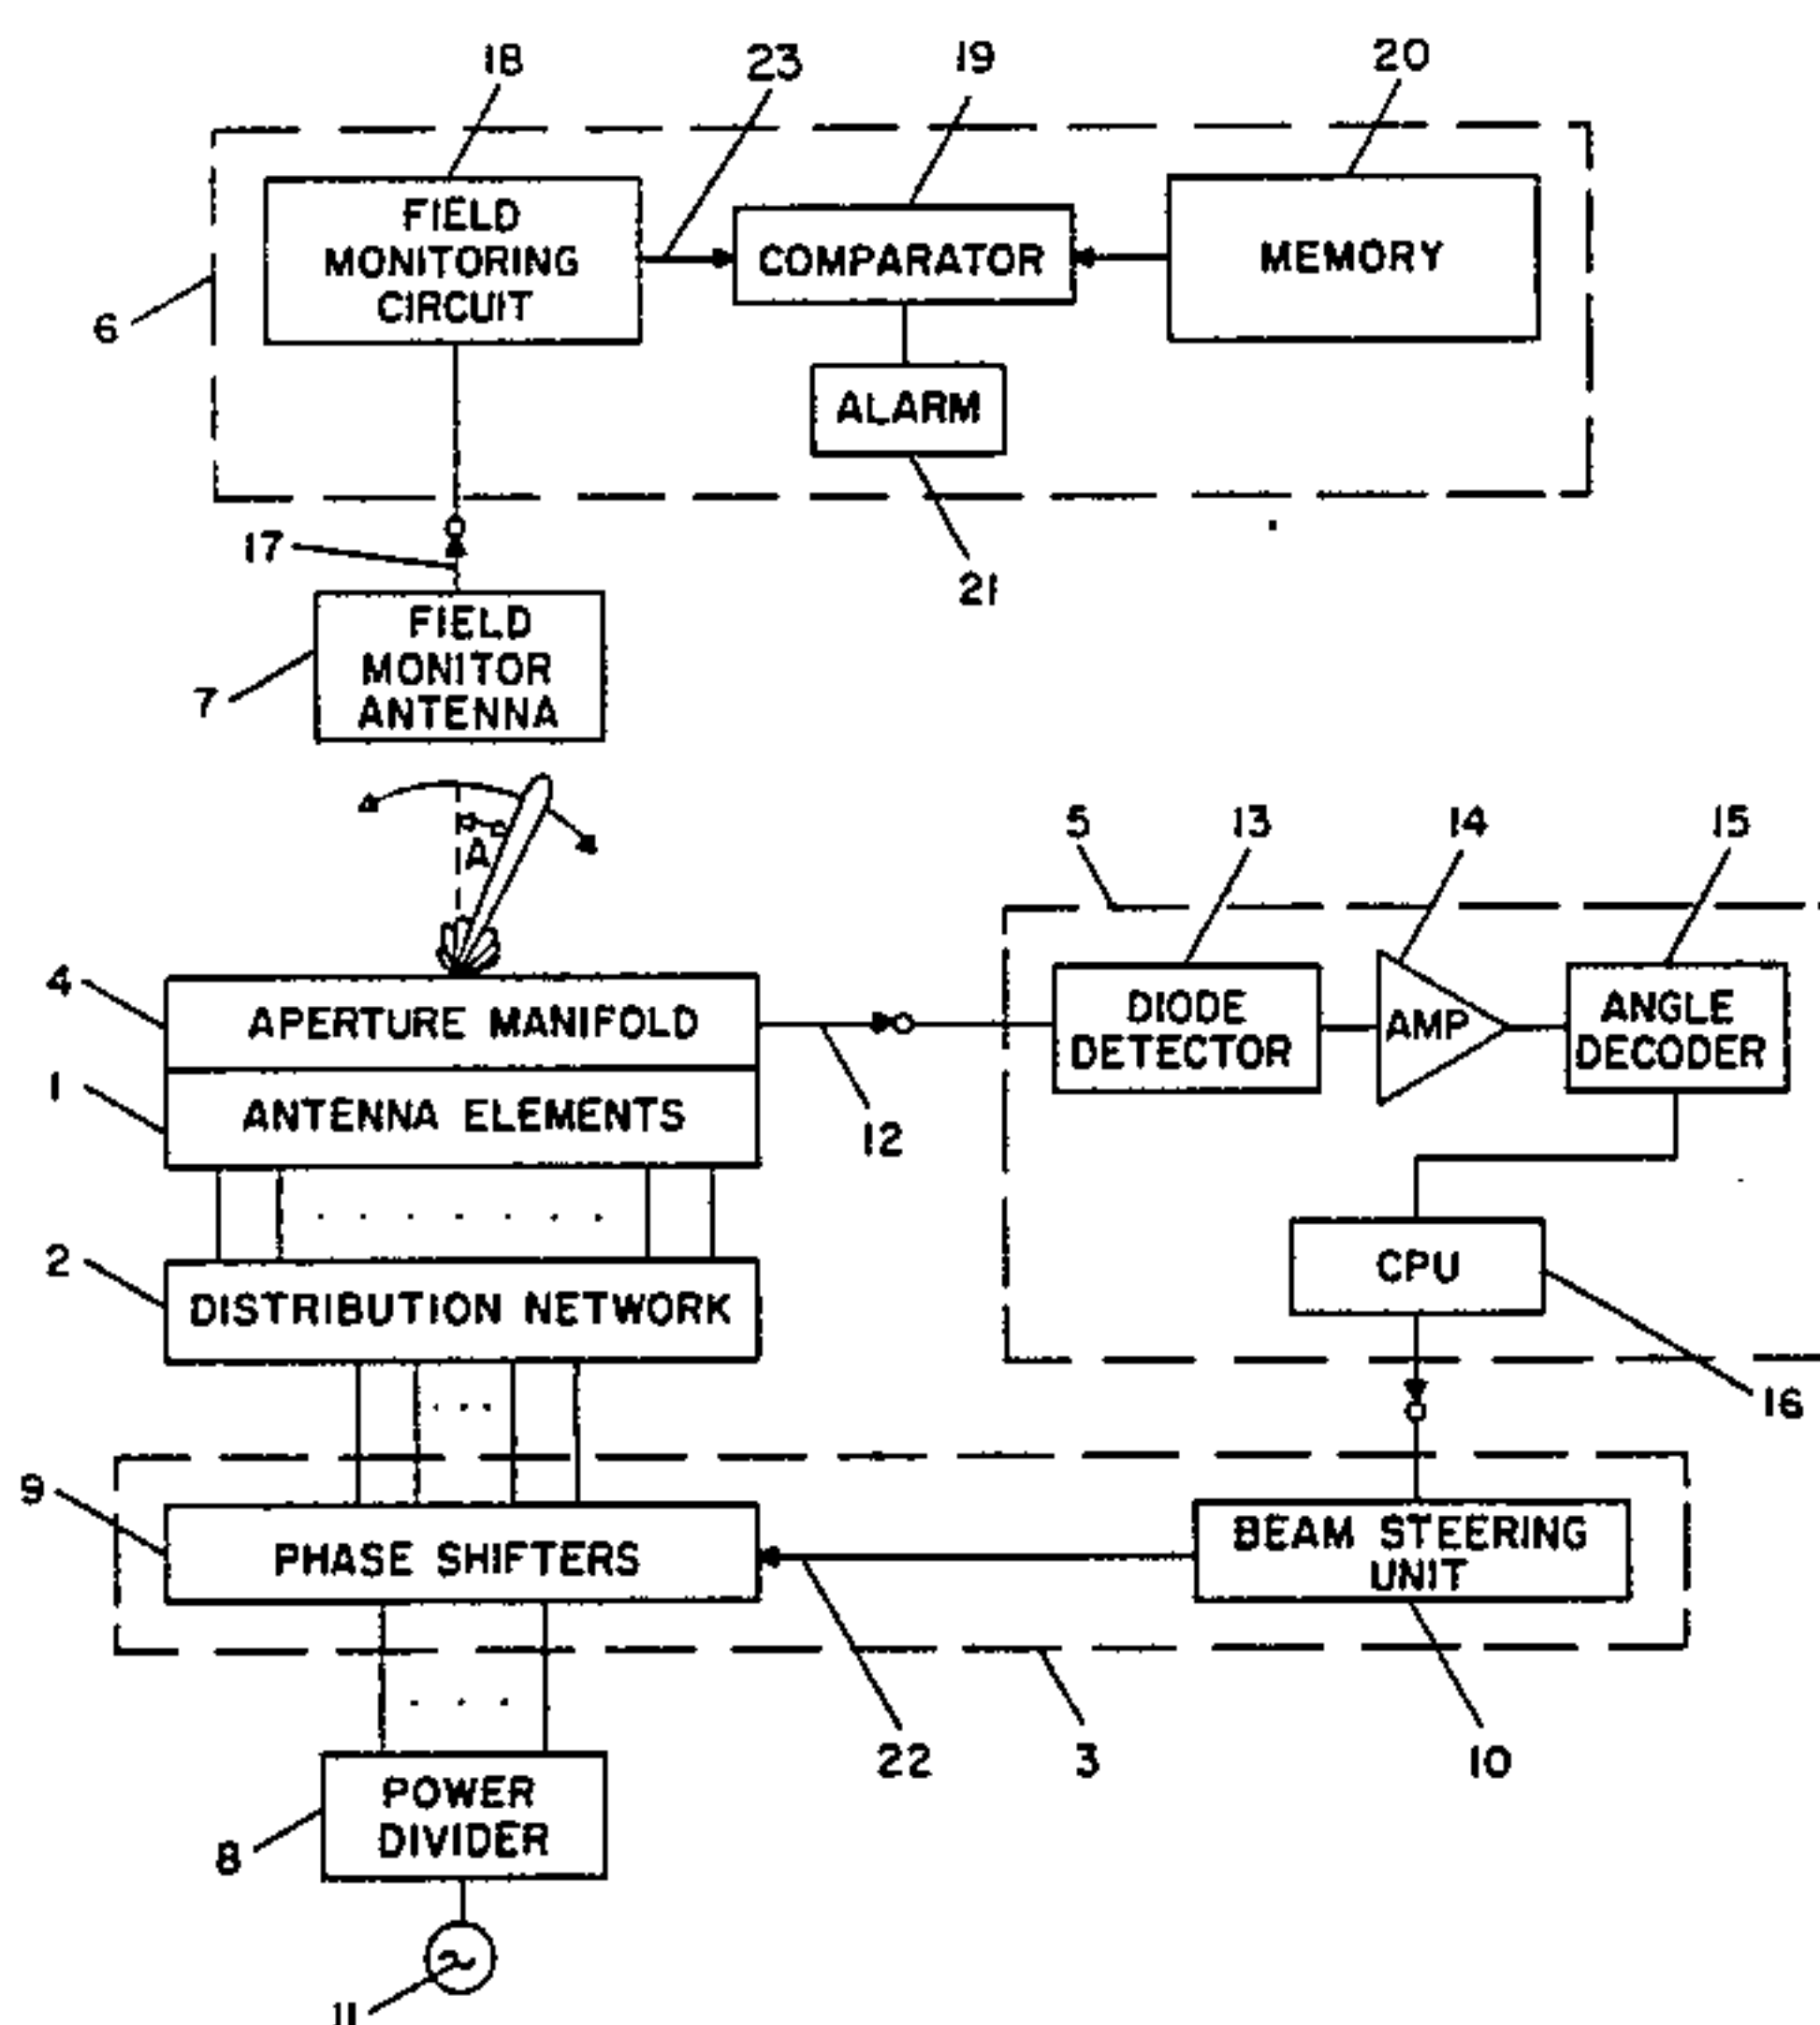 18
23
19
20
FIELD
MONITORING
CIRCUIT
COMPARATOR
MEMORY
6
ALARM
17
21
FIELD
MONITOR
ANTENNA
7
A
5
13
14
15
4
APERTURE MANIFOLD
DIODE
DETECTOR
AMP
ANGLE
DECODER
1
ANTENNA ELEMENTS
12
2
DISTRIBUTION NETWORK
CPU
16
9
PHASE SHIFTERS
BEAM STEERING
UNIT
22
3
10
POWER
DIVIDER
8
11